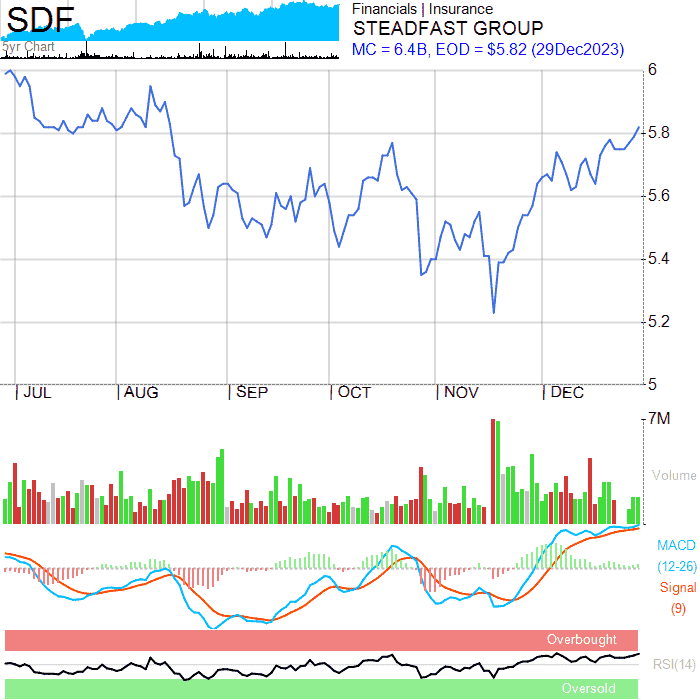 SDF
5yr Chart
Financials | Insurance
STEADFAST GROUP
MC = 6.4B, EOD = $5.82 (29Dec2023)
6
5.8
5.6
5.4
5.2
5
JUL AUG SEP OCT NOV DEC
7M
Volume
MACD
(12-26)
Signal
(9)
Overbought
RSI(14)
Oversold